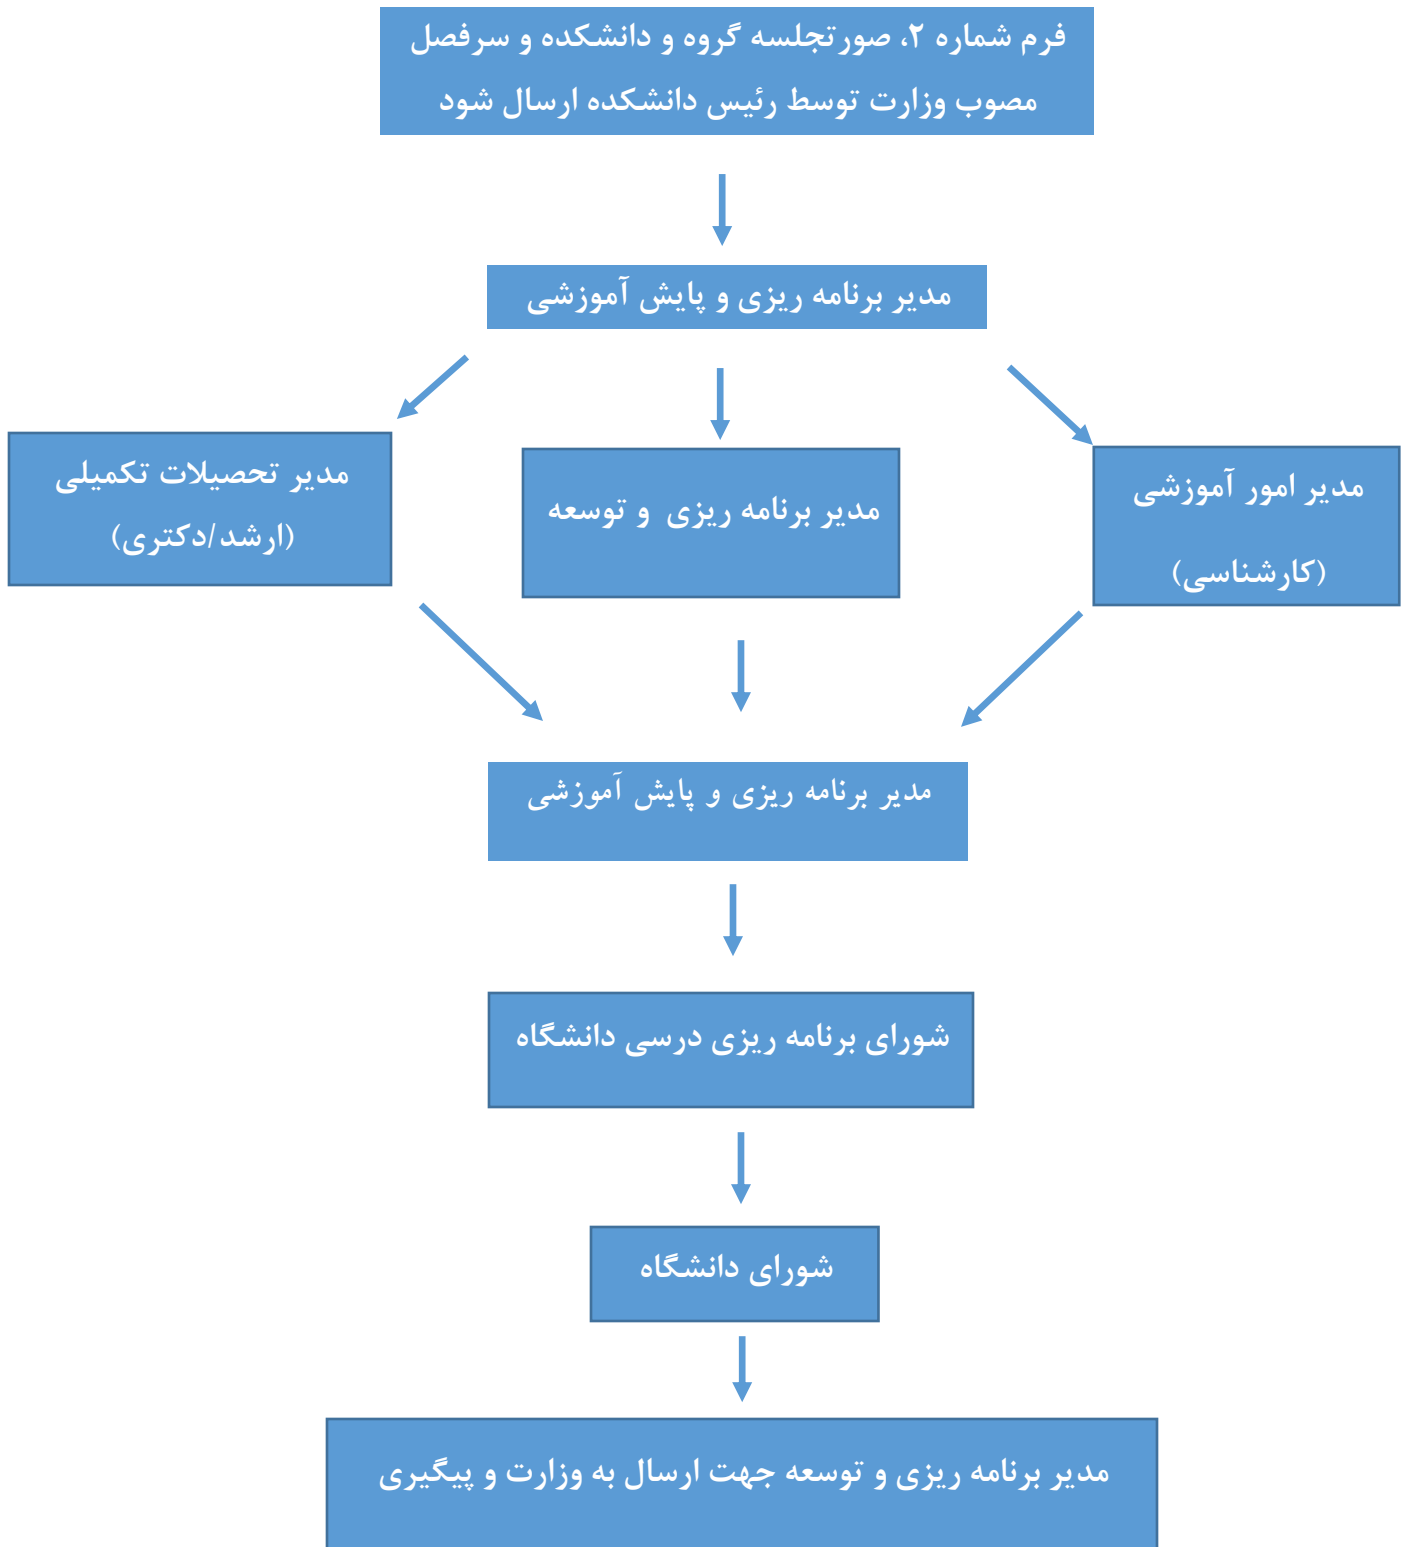 فرم شماره ۲، صورتجلسه گروه و دانشکده و سرفصل
مصوب وزارت توسط رئیس دانشکده ارسال شود
مدیر برنامه ریزی و پایش آموزشی
مدیر امور آموزشی
(کارشناسی)
مدیر برنامه ریزی و توسعه
مدیر تحصیلات تکمیلی
(ارشد/دکتری)
مدیر برنامه ریزی و پایش آموزشی
شورای برنامه ریزی درسی دانشگاه
شورای دانشگاه
مدیر برنامه ریزی و توسعه جهت ارسال به وزارت و پیگیری